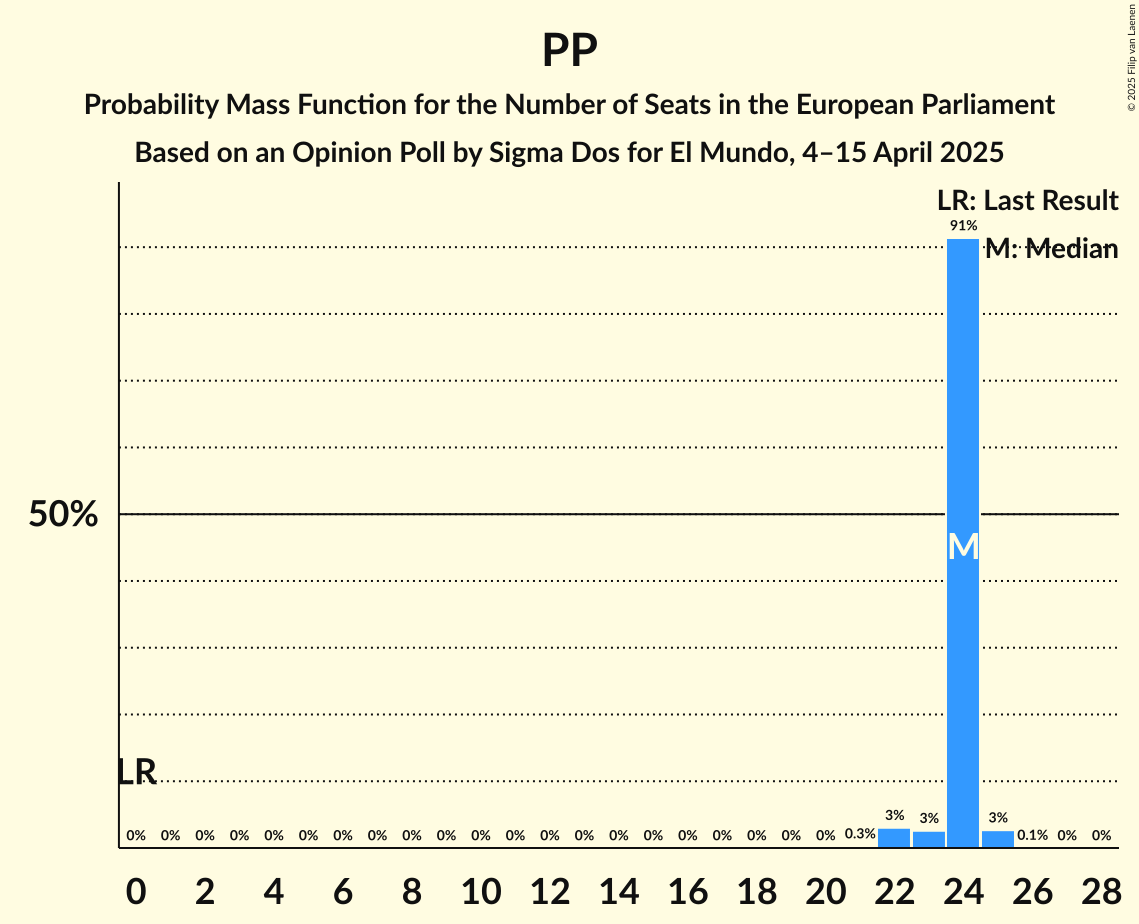 PP
Probability Mass Function for the Number of Seats in the European Parliament
Based on an Opinion Poll by Sigma Dos for El Mundo, 4–15 April 2025
© 2025 Filip van Laenen
LR: Last Result
M: Median
91%
50%
M
LR
0% 0% 0% 0% 0% 0% 0% 0% 0% 0% 0% 0% 0% 0% 0% 0% 0% 0% 0% 0% 0% 0.3% 3% 3% 3% 0.1% 0% 0%
0 2 4 6 8 10 12 14 16 18 20 22 24 26 28